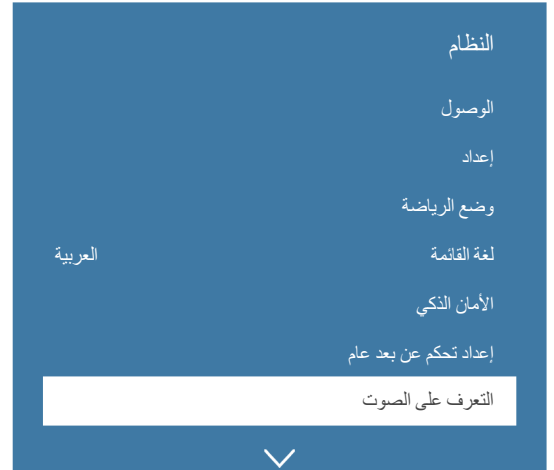 النظام
الوصول
إعداد
وضع الرياضة
لغة القائمة العربية
الأمان الذكي
إعداد تحكم عن بعد عام
التعرف على الصوت